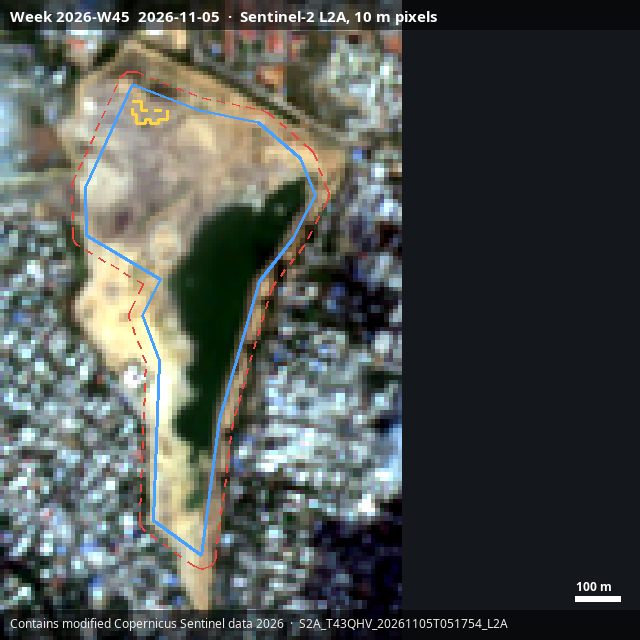 Week 2026-W45 2026-11-05 · Sentinel-2 L2A, 10 m pixels
100 m
Contains modified Copernicus Sentinel data 2026 · S2A_T43QHV_20261105T051754_L2A